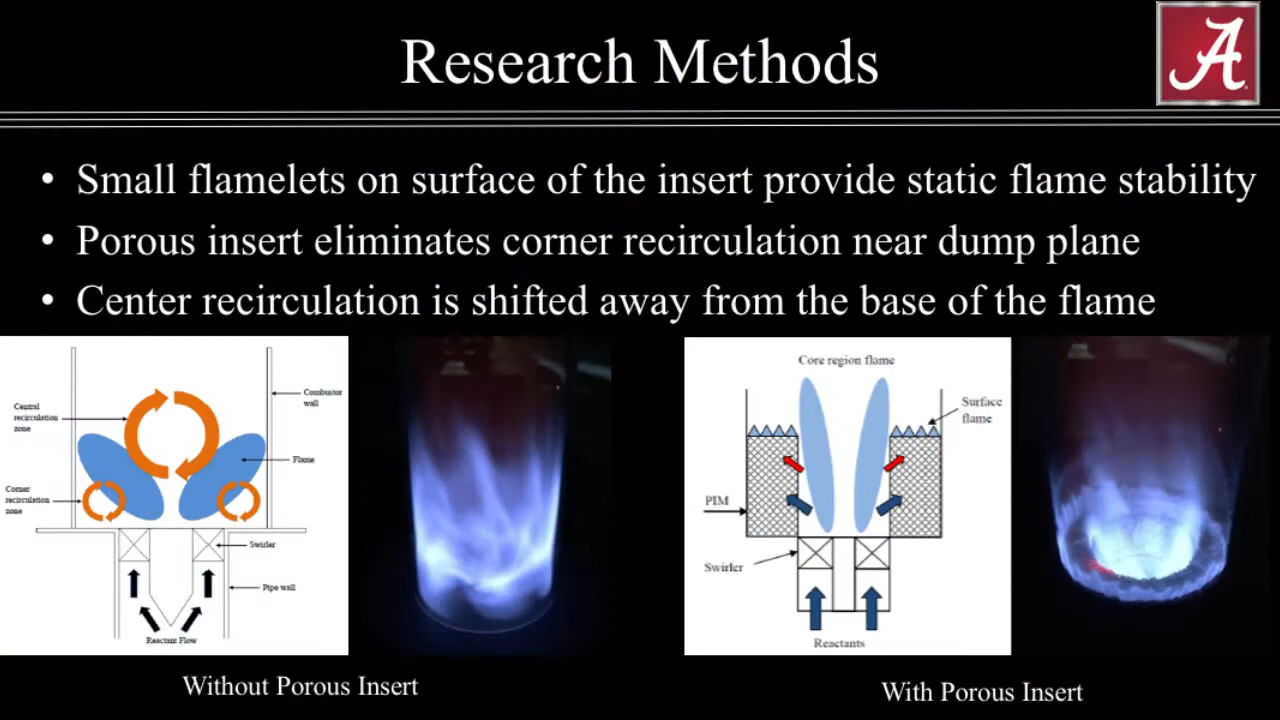 Research Methods
A
• Small flamelets on surface of the insert provide static flame stability
• Porous insert eliminates corner recirculation near dump plane
• Center recirculation is shifted away from the base of the flame
Central
recirculation
zone
Combustor
wall
Flame
Corner
recirculation
zone
Swirler
Pipe wall
Reactant Flow
Without Porous Insert
Core region flame
Surface
flame
PIM
Swirler
Reactants
With Porous Insert